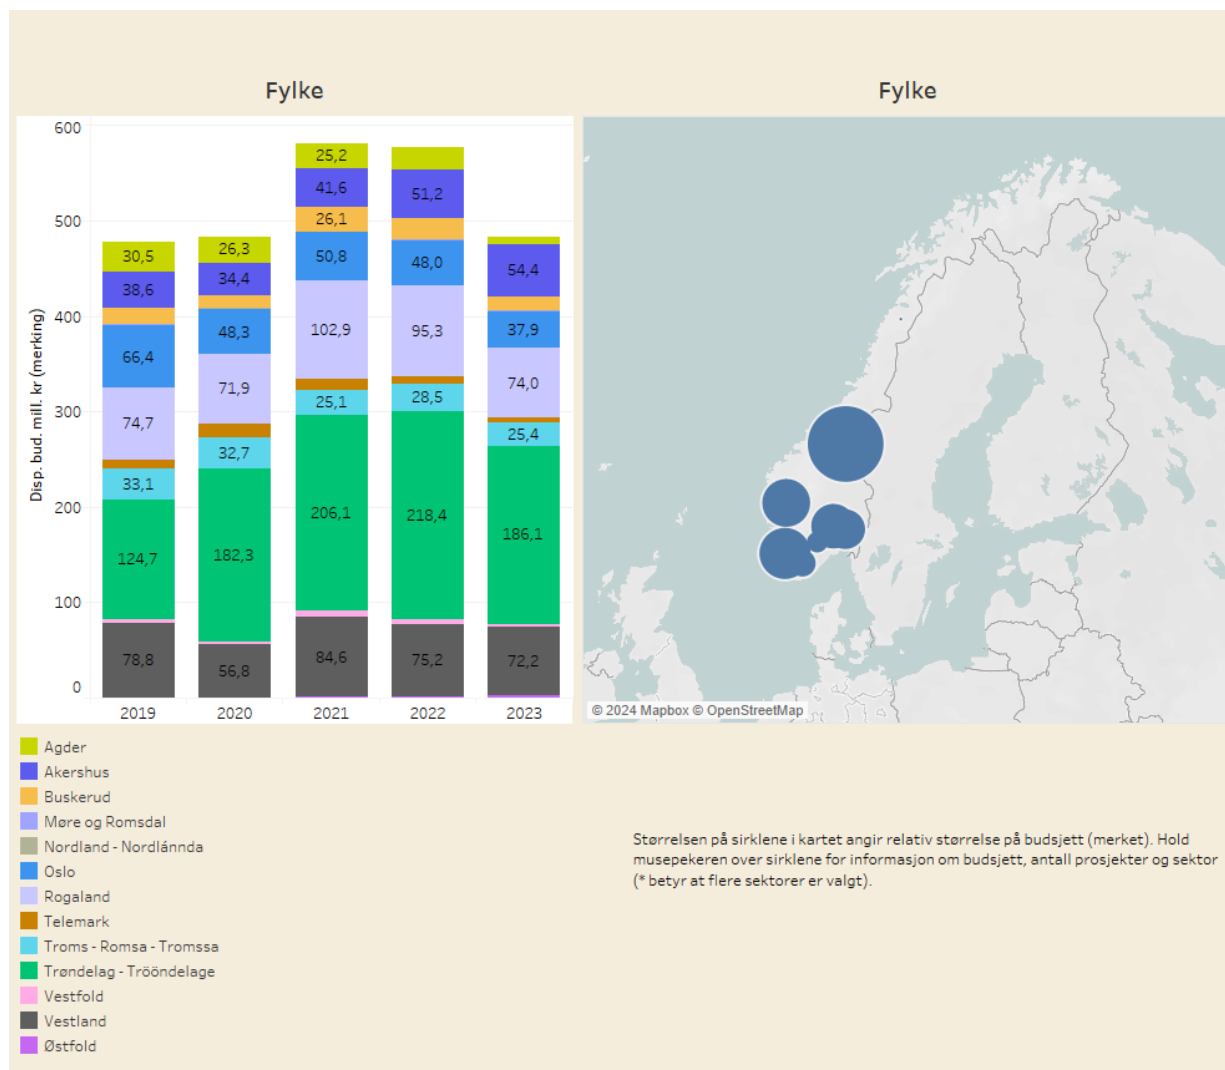 Fylke
Fylke
Disp. bud. mill. kr (merking)
600
500
400
300
200
100
0
30,5
38,6
66,4
74,7
33,1
124,7
78,8
26,3
34,4
48,3
71,9
32,7
182,3
56,8
25,2
41,6
26,1
50,8
102,9
25,1
206,1
84,6
51,2
48,0
95,3
28,5
218,4
75,2
54,4
37,9
74,0
25,4
186,1
72,2
2019
2020
2021
2022
2023
© 2024 Mapbox © OpenStreetMap
Agder
Akershus
Buskerud
Møre og Romsdal
Nordland - Nordlánnda
Oslo
Rogaland
Telemark
Troms - Romsa - Tromssa
Trøndelag - Trööndelage
Vestfold
Vestland
Østfold
Størrelsen på sirklene i kartet angir relativ størrelse på budsjett (merket). Hold
musepekeren over sirklene for informasjon om budsjett, antall prosjekter og sektor
(* betyr at flere sektorer er valgt).